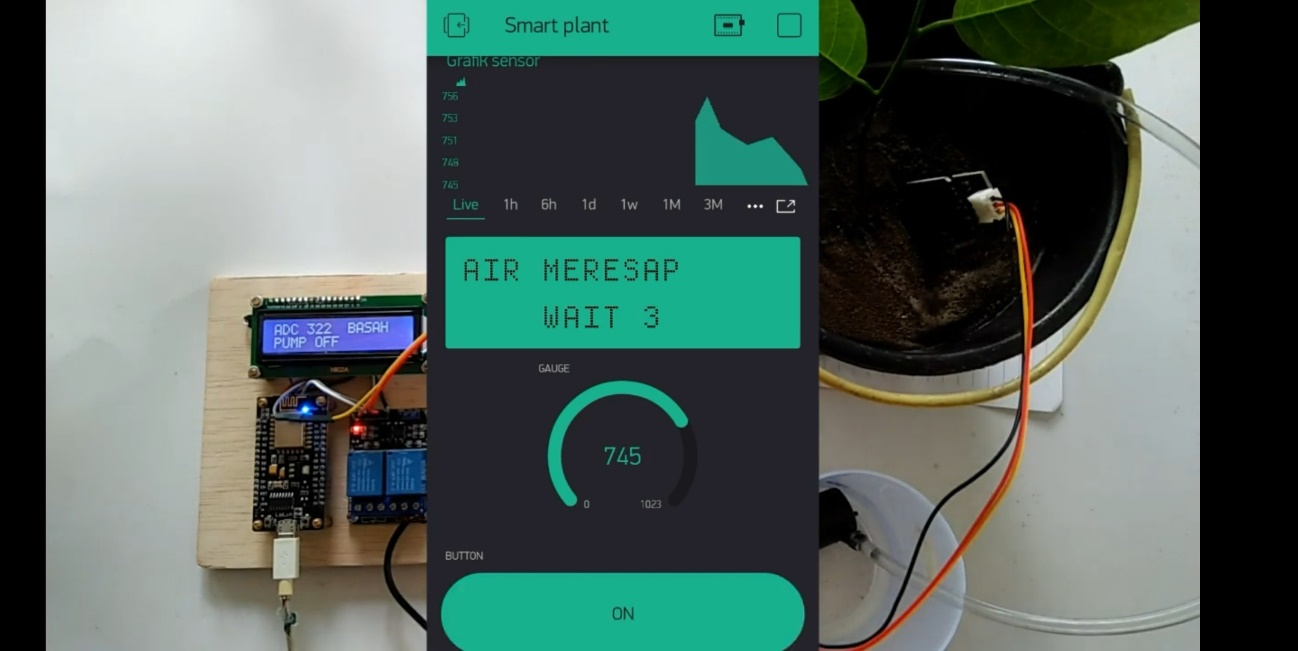 Smart plant
Grafik sensor
756
753
751
748
745
Live 1h 6h 1d 1w 1M 3M ...
AIR MERESAP
WAIT 3
GAUGE
745
0 1023
BUTTON
ON
ADC 322 BASAH
PUMP OFF